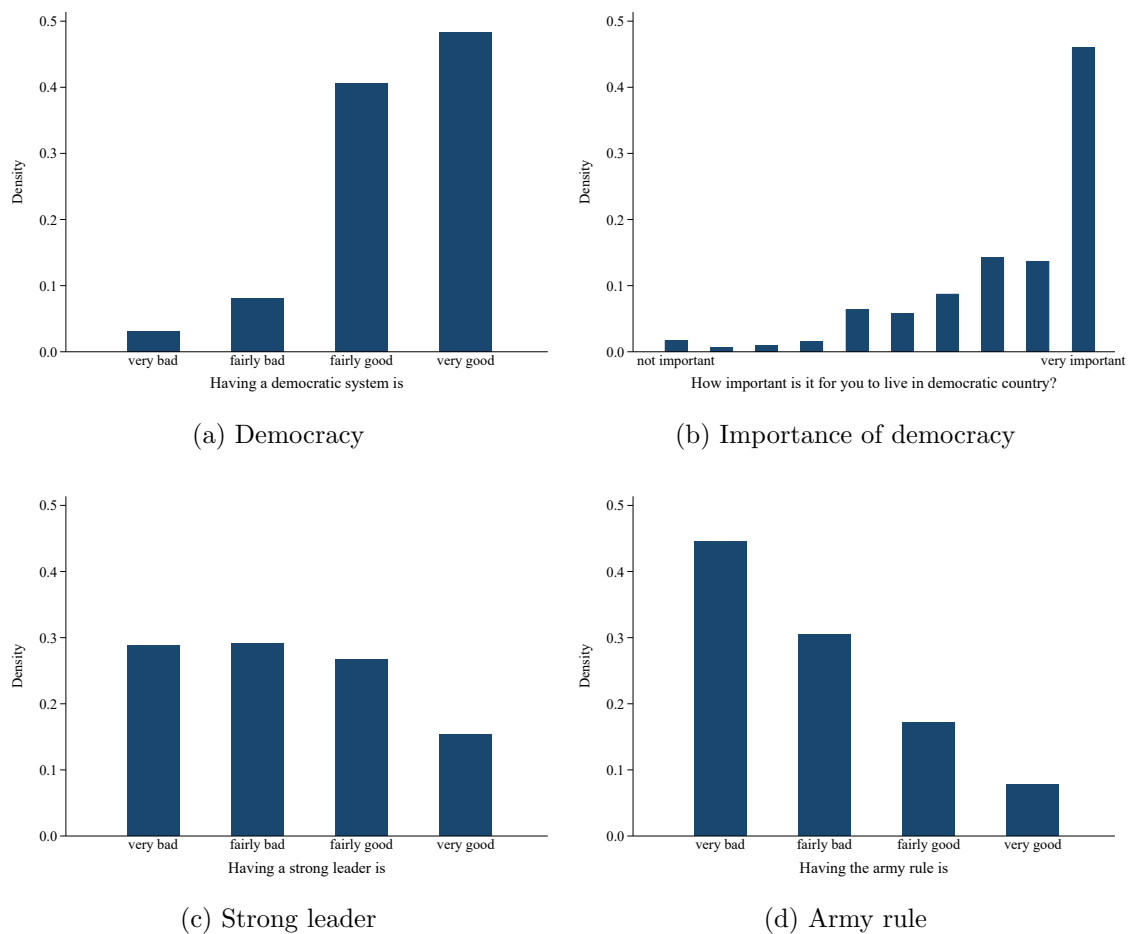 0.5
0.4
0.3
0.2
0.1
0.0
Density
very bad fairly bad fairly good very good
Having a democratic system is
(a) Democracy
0.5
0.4
0.3
0.2
0.1
0.0
Density
not important very important
How important is it for you to live in democratic country?
(b) Importance of democracy
0.5
0.4
0.3
0.2
0.1
0.0
Density
very bad fairly bad fairly good very good
Having a strong leader is
(c) Strong leader
0.5
0.4
0.3
0.2
0.1
0.0
Density
very bad fairly bad fairly good very good
Having the army rule is
(d) Army rule